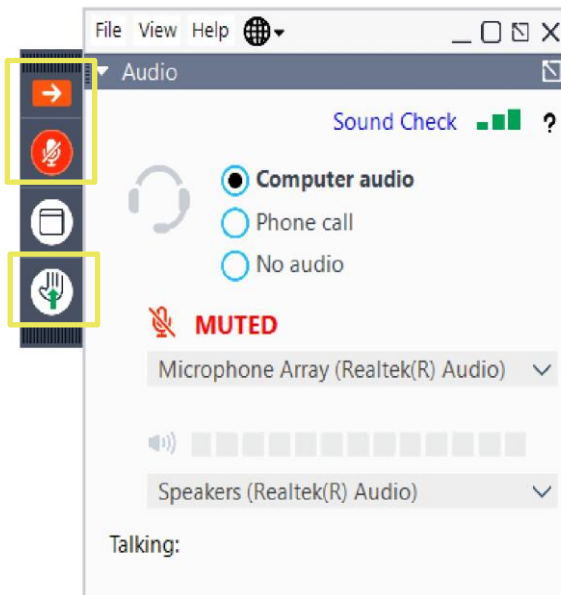 File View Help
Audio
Sound Check ?
Computer audio
Phone call
No audio
MUTED
Microphone Array (Realtek(R) Audio)
Speakers (Realtek(R) Audio)
Talking: